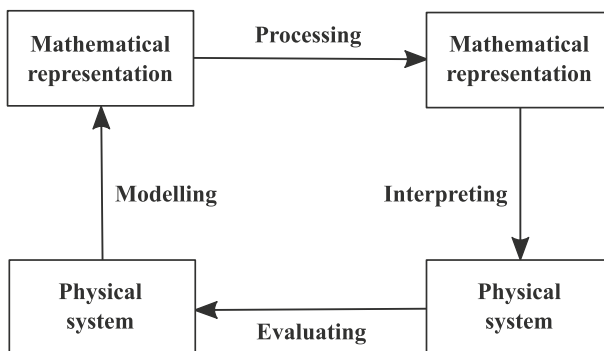 Mathematical
representation
Processing
Mathematical
representation
Modelling
Interpreting
Physical
system
Evaluating
Physical
system